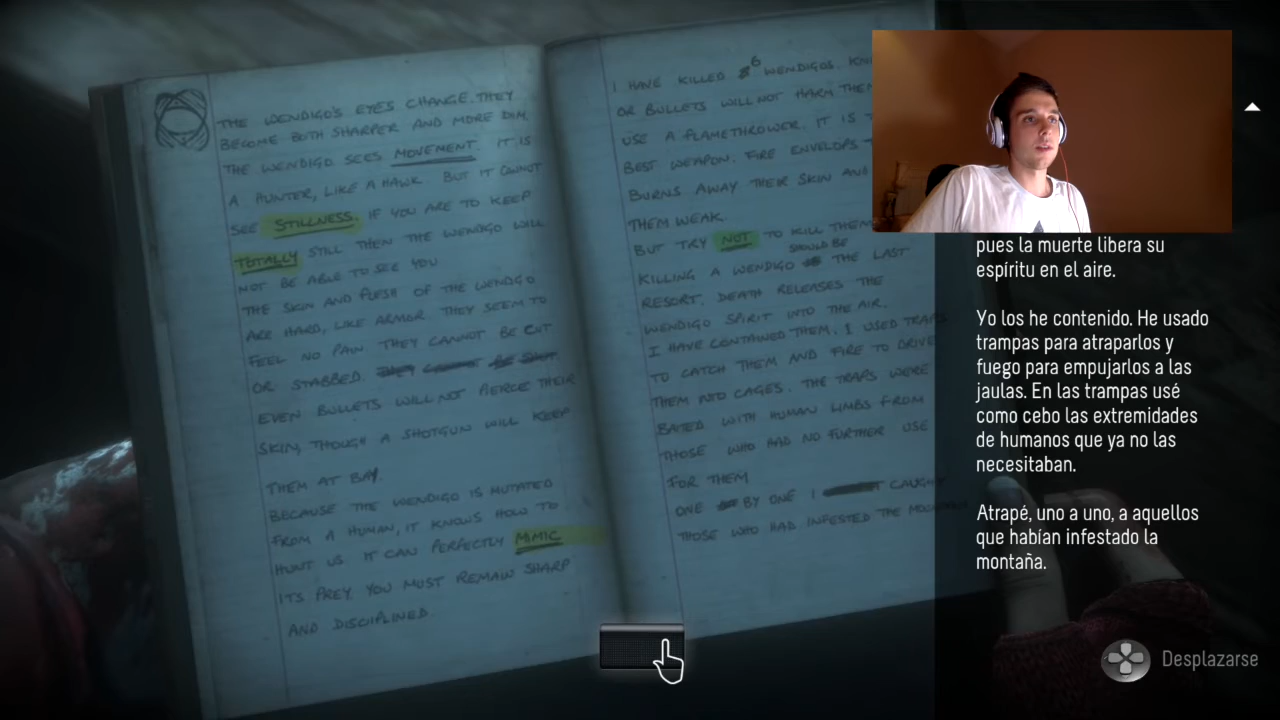 THE WENDIGO'S EYES CHANGE. THEY
BECOME BOTH SHARPER AND MORE DIM.
THE WENDIGO SEES MOVEMENT. IT IS
A HUNTER, LIKE A HAWK. BUT IT CANNOT
SEE STILLNESS. IF YOU ARE TO KEEP
TOTALLY STILL THEN THE WENDIGO WILL
NOT BE ABLE TO SEE YOU
THE SKIN AND FLESH OF THE WENDIGO
ARE HARD, LIKE ARMOR. THEY SEEM TO
FEEL NO PAIN THEY CANNOT BE CUT
OR STABBED.
EVEN BULLETS WILL NOT PIERCE THEIR
SKIN, THOUGH A SHOTGUN WILL KEEP
THEM AT BAY.
BECAUSE THE WENDIGO IS MUTATED
FROM A HUMAN, IT KNOWS HOW TO
HUNT US IT CAN PERFECTLY MIMIC
ITS PREY. YOU MUST REMAIN SHARP
AND DISCIPLINED.
I HAVE KILLED 6 WENDIGOS.
OR BULLETS WILL NOT HARM THEM
USE A FLAMETHROWER. IT IS
BEST WEAPON. FIRE ENVELOPS
BURNS AWAY THEIR SKIN AND
THEM WEAK.
BUT TRY NOT TO KILL THEM
KILLING A WENDIGO SHOULD BE THE LAST
RESORT. DEATH RELEASES THE
WENDIGO SPIRIT INTO THE AIR.
I HAVE CONTAINED THEM. I USED TRAPS
TO CATCH THEM AND FIRE TO DRIVE
THEM INTO CAGES. THE TRAPS WERE
BAITED WITH HUMAN LIMBS FROM
THOSE WHO HAD NO FURTHER USE
FOR THEM
ONE BY ONE I CAUGHT
THOSE WHO HAD INFESTED THE MOUNTAIN
pues la muerte libera su
espíritu en el aire.
Yo los he contenido. He usado
trampas para atraparlos y
fuego para empujarlos a las
jaulas. En las trampas usé
como cebo las extremidades
de humanos que ya no las
necesitaban.
Atrapé, uno a uno, a aquellos
que habían infestado la
montaña.
Desplazarse